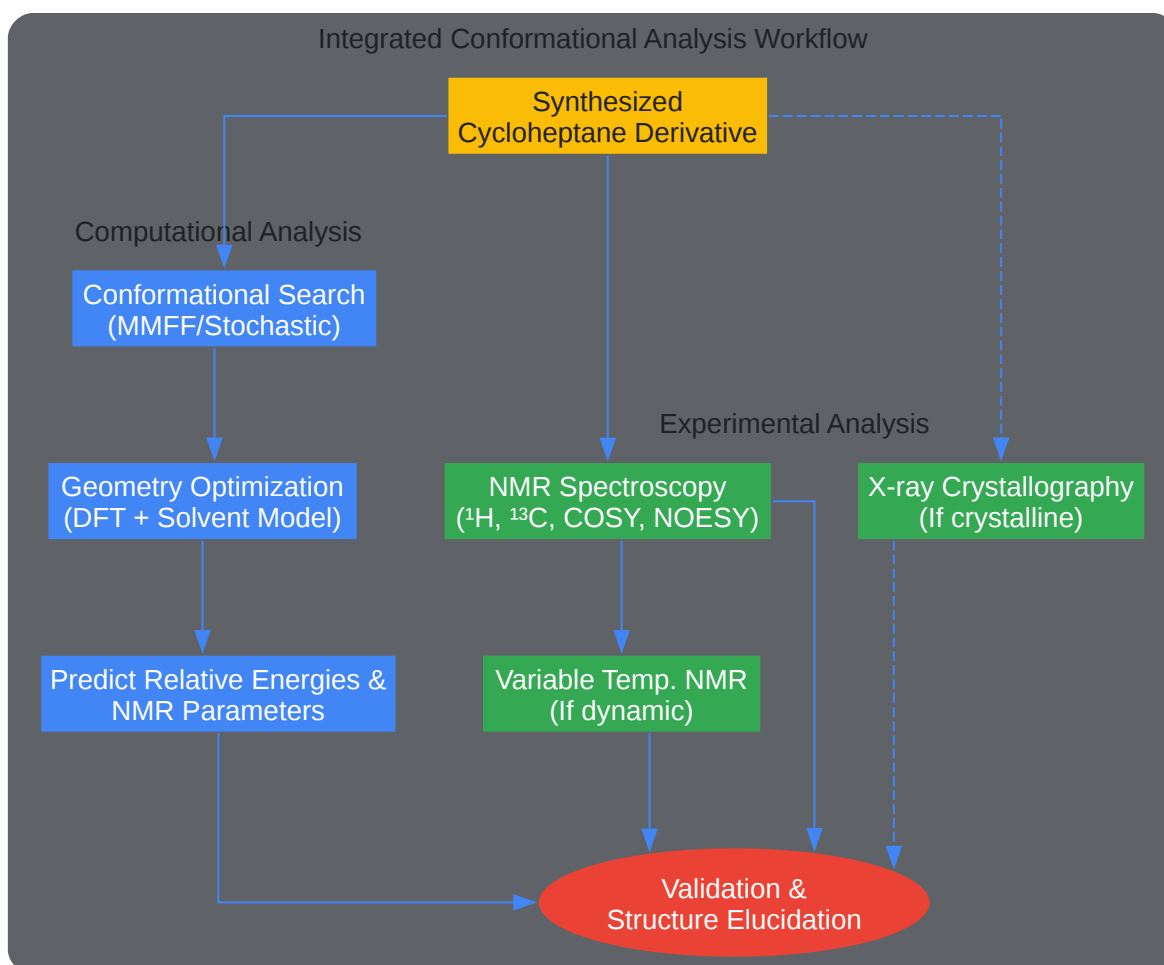 Integrated Conformational Analysis Workflow
Synthesized
Cycloheptane Derivative
Computational Analysis
Conformational Search
(MMFF/Stochastic)
Experimental Analysis
Geometry Optimization
(DFT + Solvent Model)
NMR Spectroscopy
(¹H, ¹³C, COSY, NOESY)
X-ray Crystallography
(If crystalline)
Predict Relative Energies &
NMR Parameters
Variable Temp. NMR
(If dynamic)
Validation &
Structure Elucidation